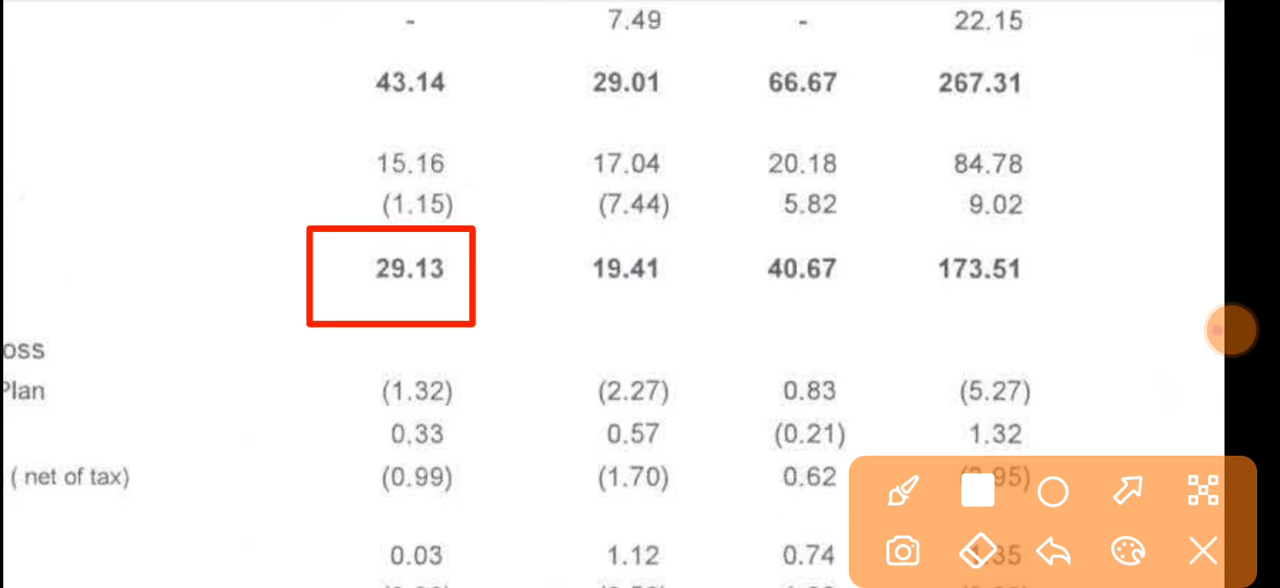 - 7.49 - 22.15
43.14 29.01 66.67 267.31
15.16 17.04 20.18 84.78
(1.15) (7.44) 5.82 9.02
29.13 19.41 40.67 173.51
oss
Plan (1.32) (2.27) 0.83 (5.27)
0.33 0.57 (0.21) 1.32
( net of tax) (0.99) (1.70) 0.62
0.03 1.12 0.74